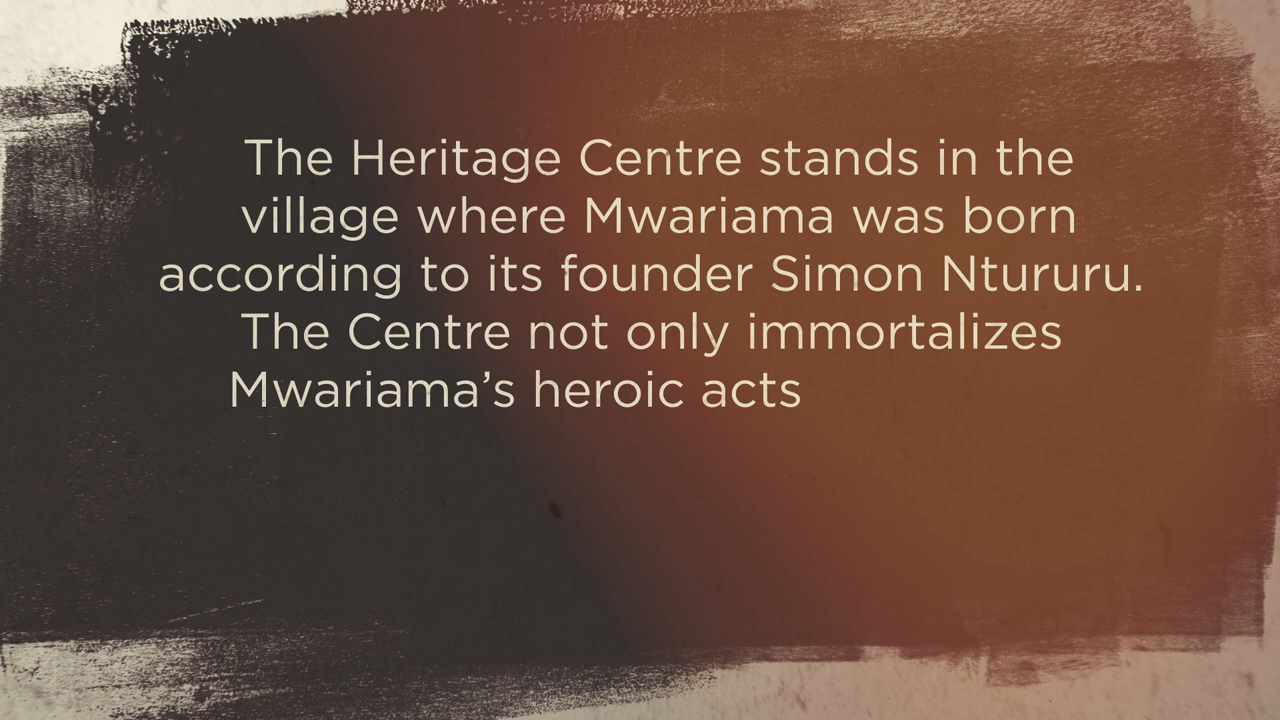 The Heritage Centre stands in the
village where Mwariama was born
according to its founder Simon Ntururu.
The Centre not only immortalizes
Mwariama’s heroic acts